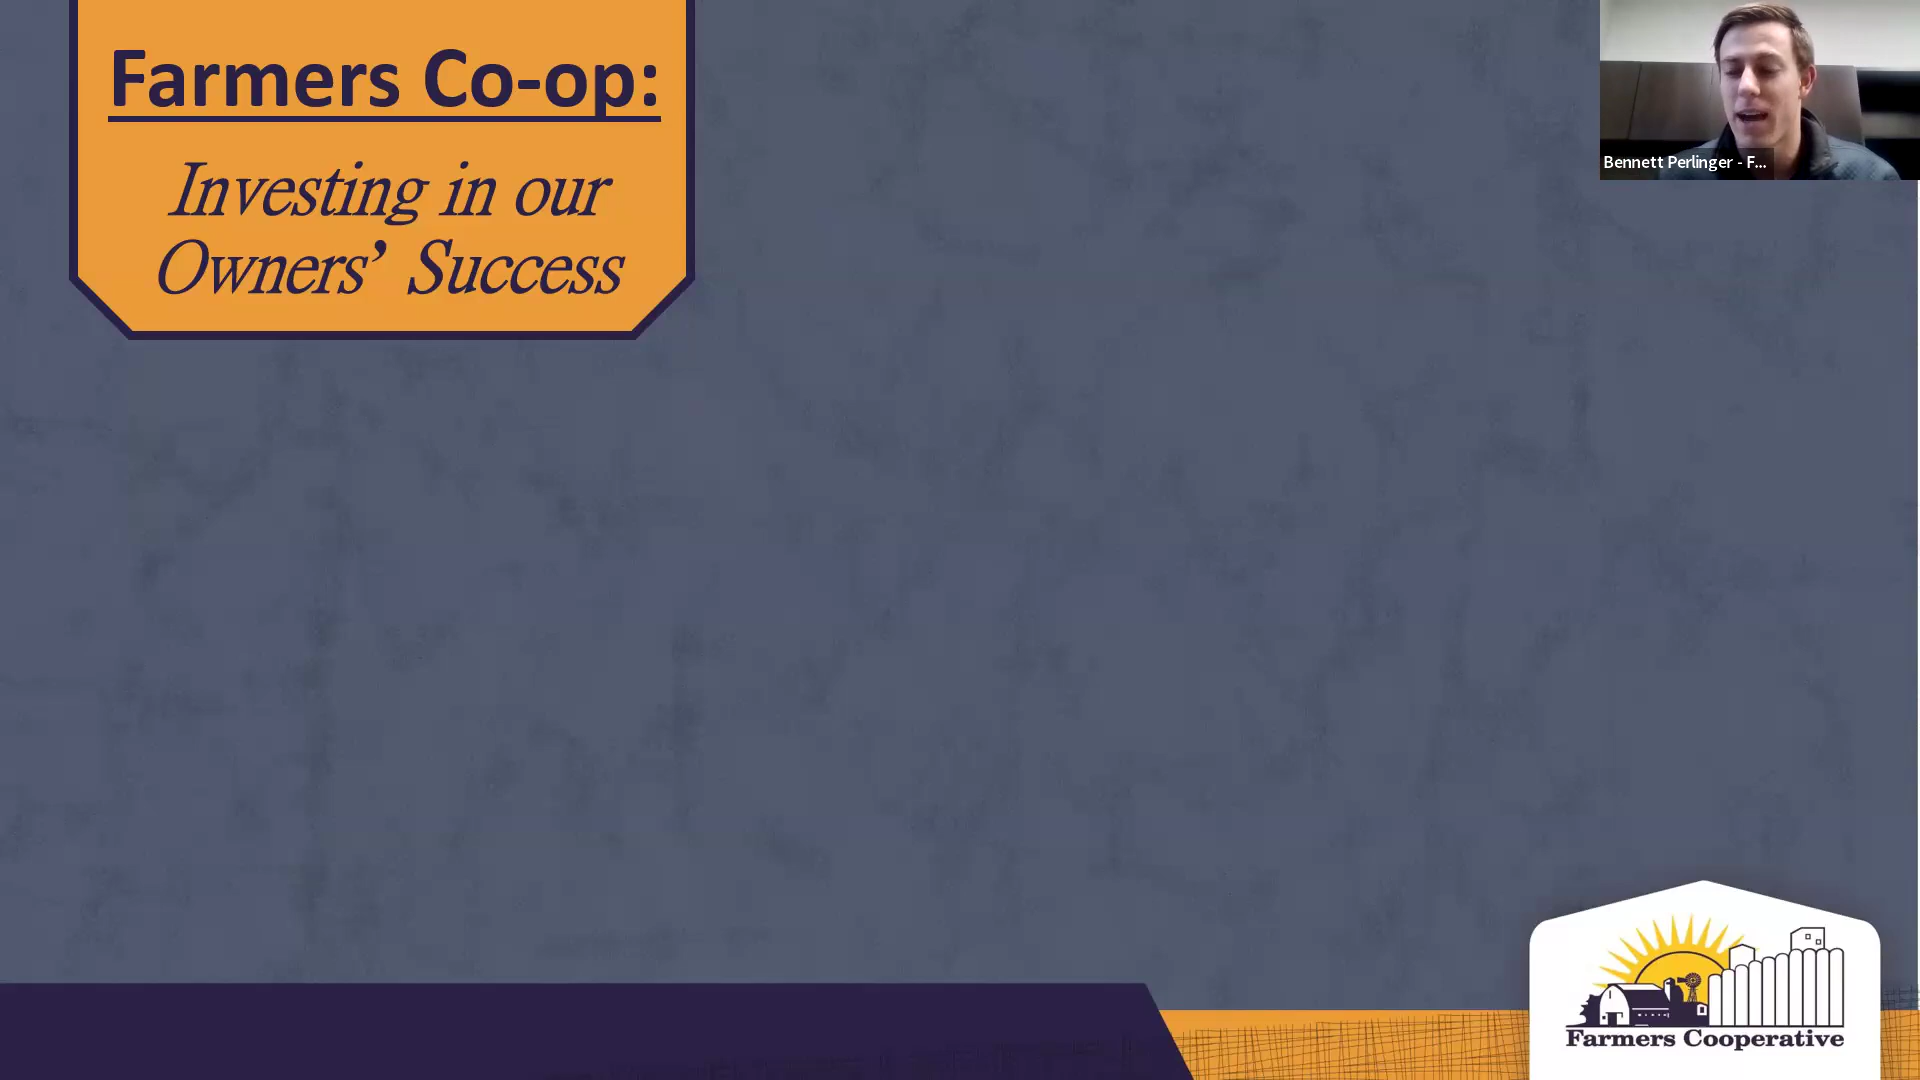 Farmers Co-op:
Investing in our
Owners’ Success
Bennett Perlinger - F...
Farmers Cooperative